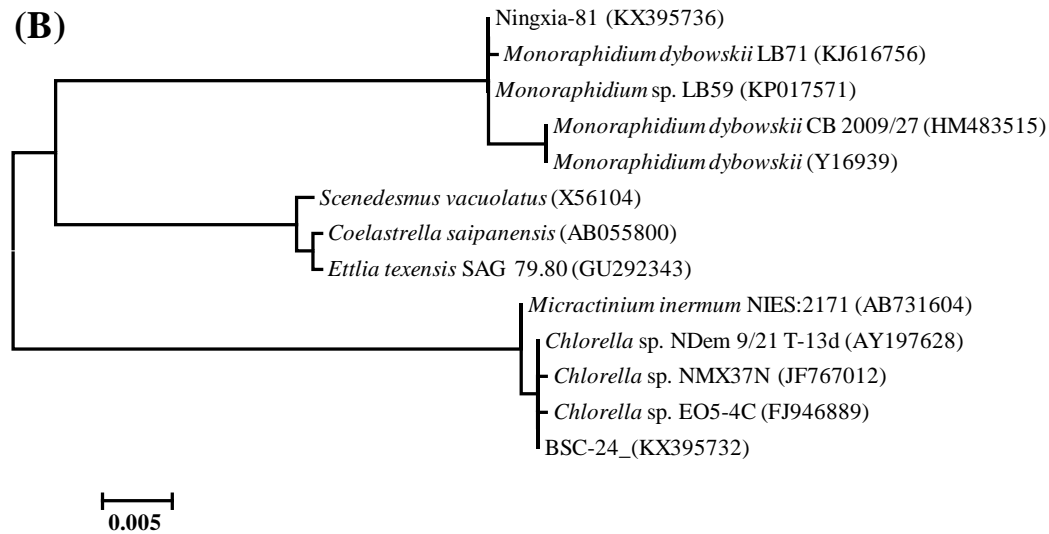 (B)
Ningxia-81 (KX395736)
Monoraphidium dybowskii LB71 (KJ616756)
Monoraphidium sp. LB59 (KP017571)
Monoraphidium dybowskii CB 2009/27 (HM483515)
Monoraphidium dybowskii (Y16939)
Scenedesmus vacuolatus (X56104)
Coelastrella saipanensis (AB055800)
Ettlia texensis SAG 79.80 (GU292343)
Micractinium inermum NIES:2171 (AB731604)
Chlorella sp. NDem 9/21 T-13d (AY197628)
Chlorella sp. NMX37N (JF767012)
Chlorella sp. EO5-4C (FJ946889)
BSC-24_(KX395732)
0.005